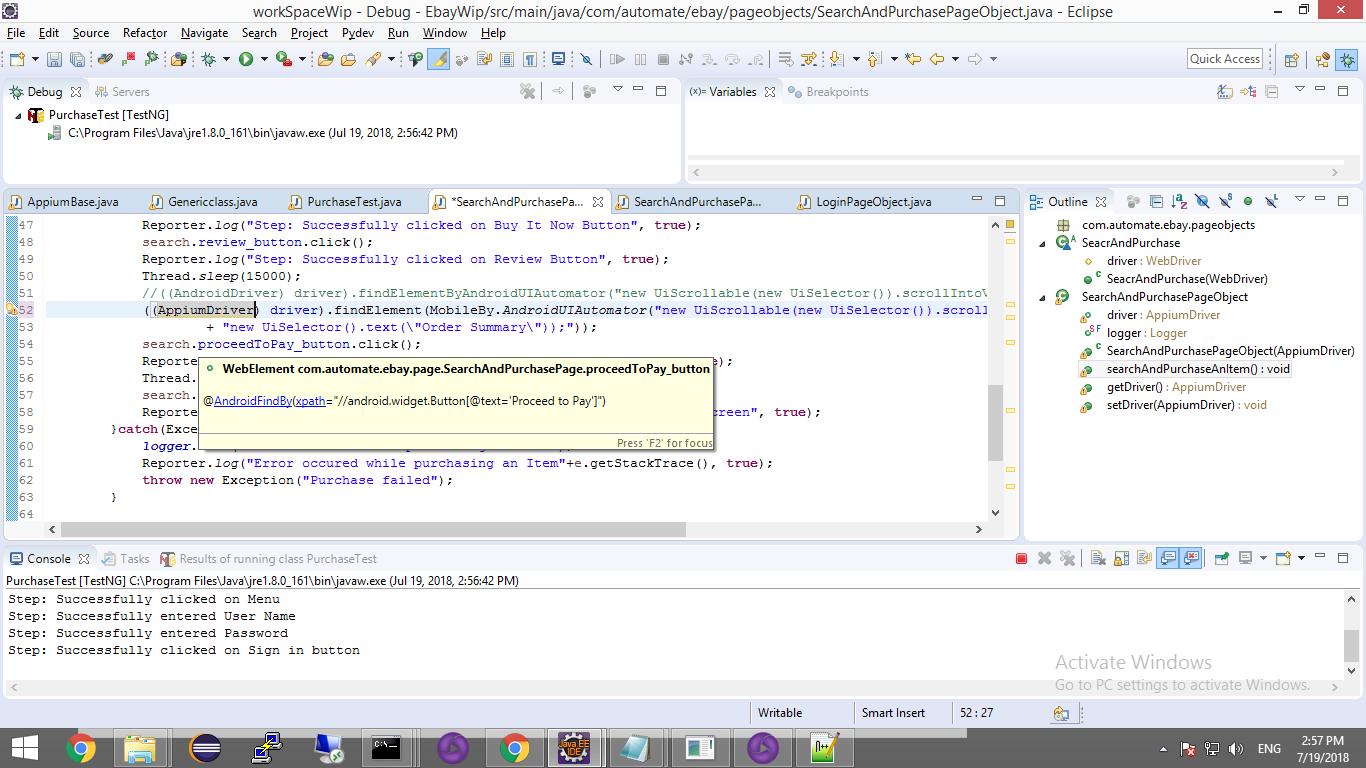 workSpaceWip - Debug - EbayWip/src/main/java/com/automate/ebay/pageobjects/SearchAndPurchasePageObject.java - Eclipse
File Edit Source Refactor Navigate Search Project Pydev Run Window Help
Quick Access
Debug Servers
PurchaseTest [TestNG]
C:\Program Files\Java\jre1.8.0_161\bin\javaw.exe (Jul 19, 2018, 2:56:42 PM)
(x)= Variables Breakpoints
AppiumBase.java Genericclass.java PurchaseTest.java *SearchAndPurchasePa... SearchAndPurchasePa... LoginPageObject.java
47 Reporter.log("Step: Successfully clicked on Buy It Now Button", true);
48 search.review_button.click();
49 Reporter.log("Step: Successfully clicked on Review Button", true);
50 Thread.sleep(15000);
51 //((AndroidDriver) driver).findElementByAndroidUIAutomator("new UiScrollable(new UiSelector()).scrollInto
52 ((AppiumDriver) driver).findElement(MobileBy.AndroidUIAutomator("new UiScrollable(new UiSelector()).scroll
53 + "new UiSelector().text(\"Order Summary\"));"));
54 search.proceedToPay_button.click();
55 Reporte e);
56 Thread.
57 search.
58 Reporte creen", true);
59 }catch(Exce
60 logger.
61 Reporter.log("Error occured while purchasing an Item"+e.getStackTrace(), true);
62 throw new Exception("Purchase failed");
63 }
64
WebElement com.automate.ebay.page.SearchAndPurchasePage.proceedToPay_button
@AndroidFindBy(xpath="//android.widget.Button[@text='Proceed to Pay']")
Press 'F2' for focus
Outline
com.automate.ebay.pageobjects
SeacrAndPurchase
driver : WebDriver
SeacrAndPurchase(WebDriver)
SearchAndPurchasePageObject
driver : AppiumDriver
logger : Logger
SearchAndPurchasePageObject(AppiumDriver)
searchAndPurchaseAnItem() : void
getDriver() : AppiumDriver
setDriver(AppiumDriver) : void
Console Tasks Results of running class PurchaseTest
PurchaseTest [TestNG] C:\Program Files\Java\jre1.8.0_161\bin\javaw.exe (Jul 19, 2018, 2:56:42 PM)
Step: Successfully clicked on Menu
Step: Successfully entered User Name
Step: Successfully entered Password
Step: Successfully clicked on Sign in button
Activate Windows
Go to PC settings to activate Windows.
Writable Smart Insert 52 : 27
Java EE
IDE
ENG
2:57 PM
7/19/2018